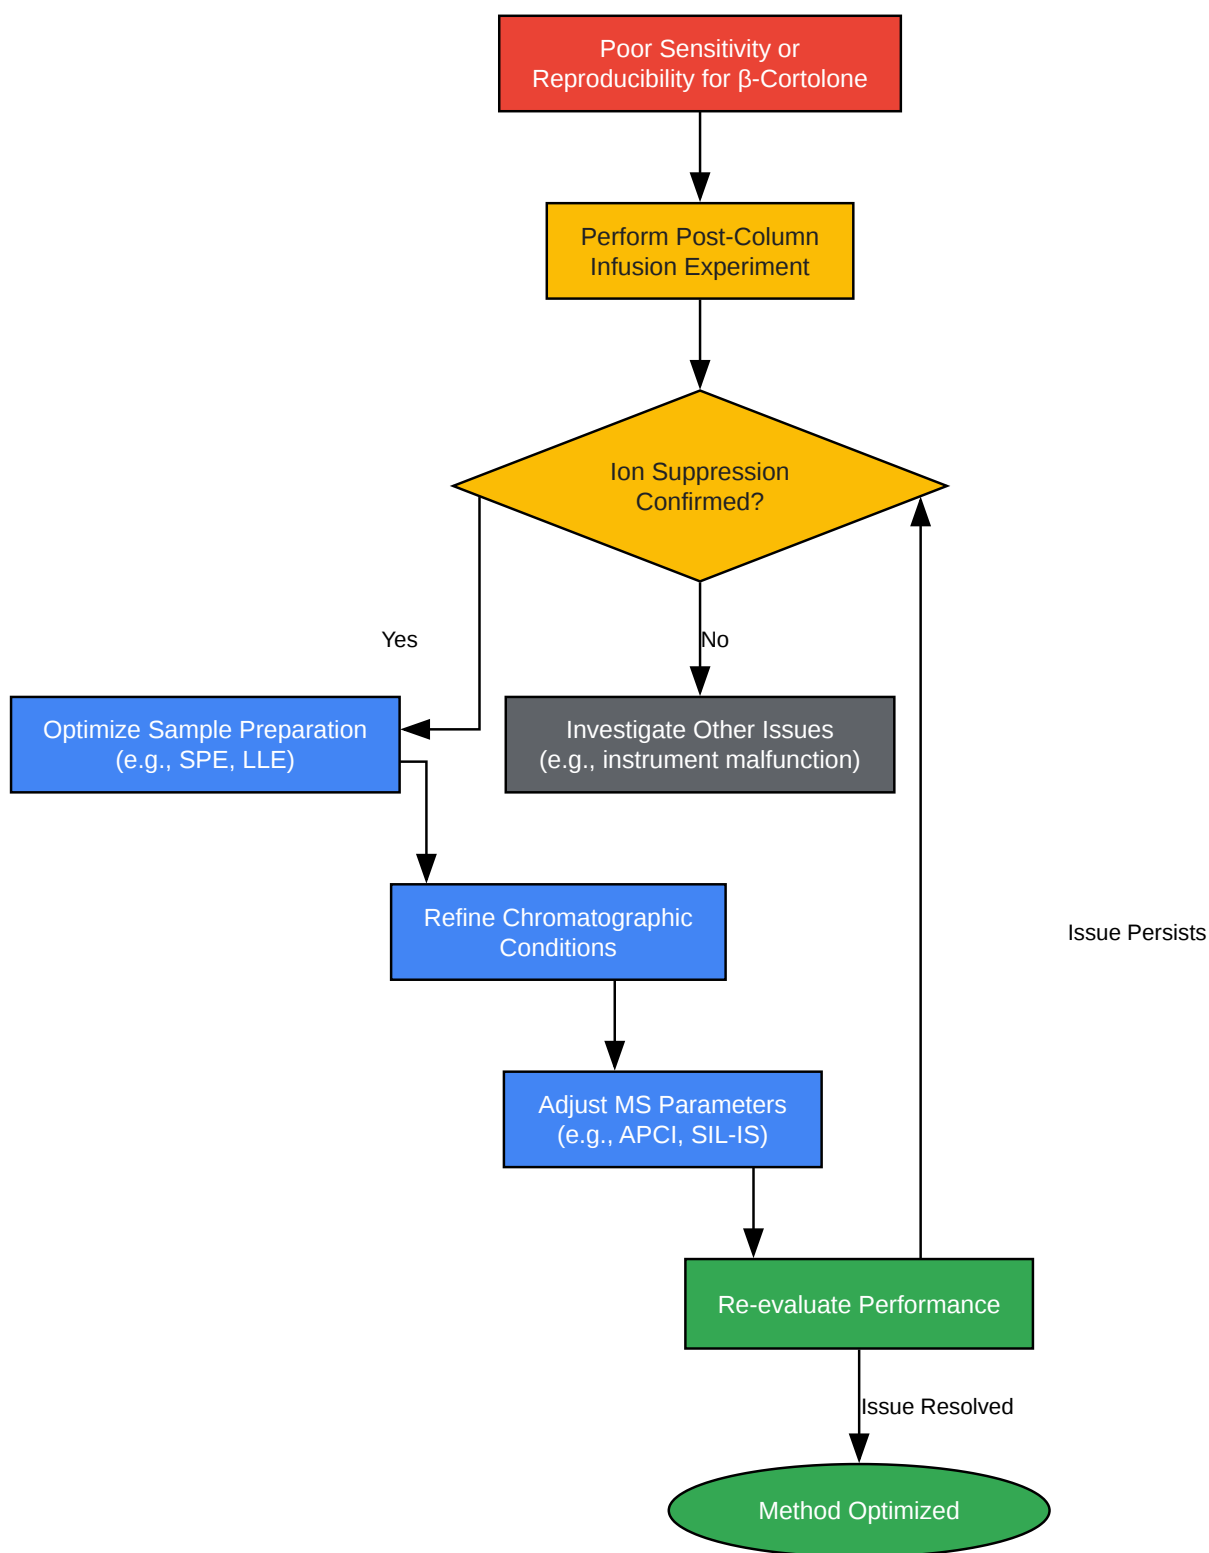 Poor Sensitivity or
Reproducibility for β-Cortolone
Perform Post-Column
Infusion Experiment
Ion Suppression
Confirmed?
Yes
No
Optimize Sample Preparation
(e.g., SPE, LLE)
Investigate Other Issues
(e.g., instrument malfunction)
Refine Chromatographic
Conditions
Issue Persists
Adjust MS Parameters
(e.g., APCI, SIL-IS)
Re-evaluate Performance
Issue Resolved
Method Optimized